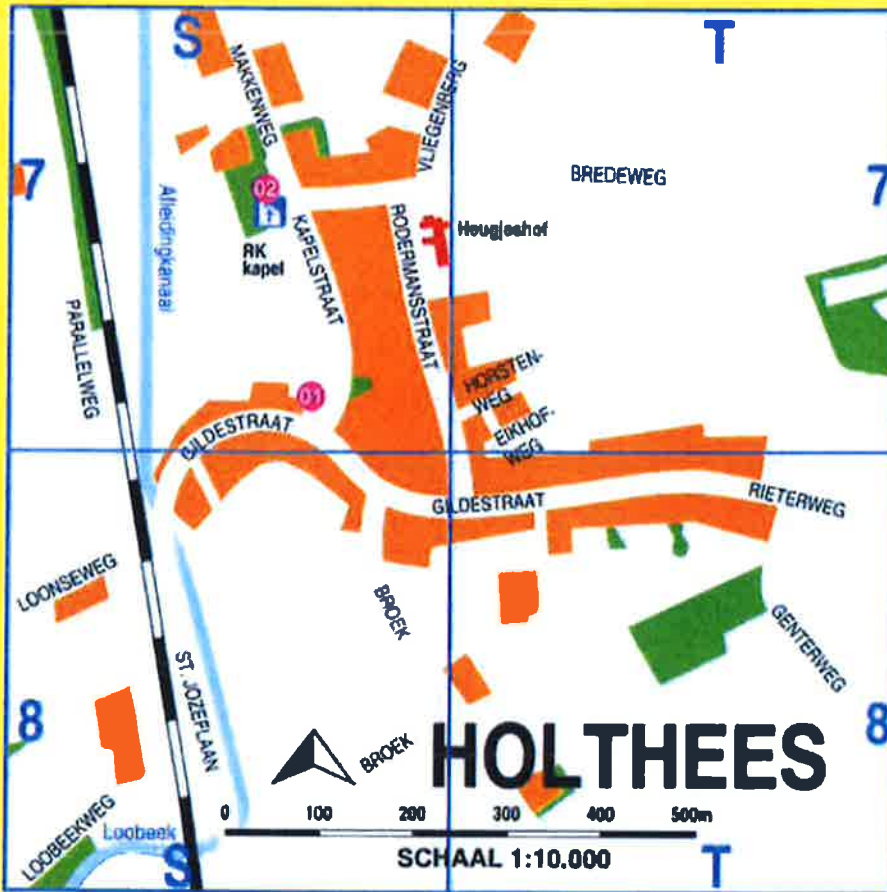 S
T
MAKKENWEG
VLIEGENBERG
7
BREDEWEG
7
02
Afleidingkanaal
RK
kapel
KAPELSTRAAT
RODERMANSSTRAAT
Heugjeshof
PARALLELWEG
HORSTEN-
WEG
01
EIKHOF-
WEG
GILDESTRAAT
GILDESTRAAT
RIETERWEG
LOONSEWEG
BROEK
GENTERWEG
ST. JOZEFLAAN
8
BROEK
HOLTHEES
8
0 100 200 300 400 500m
LOOBEEKWEG
Loobeek
SCHAAL 1:10.000
S
T